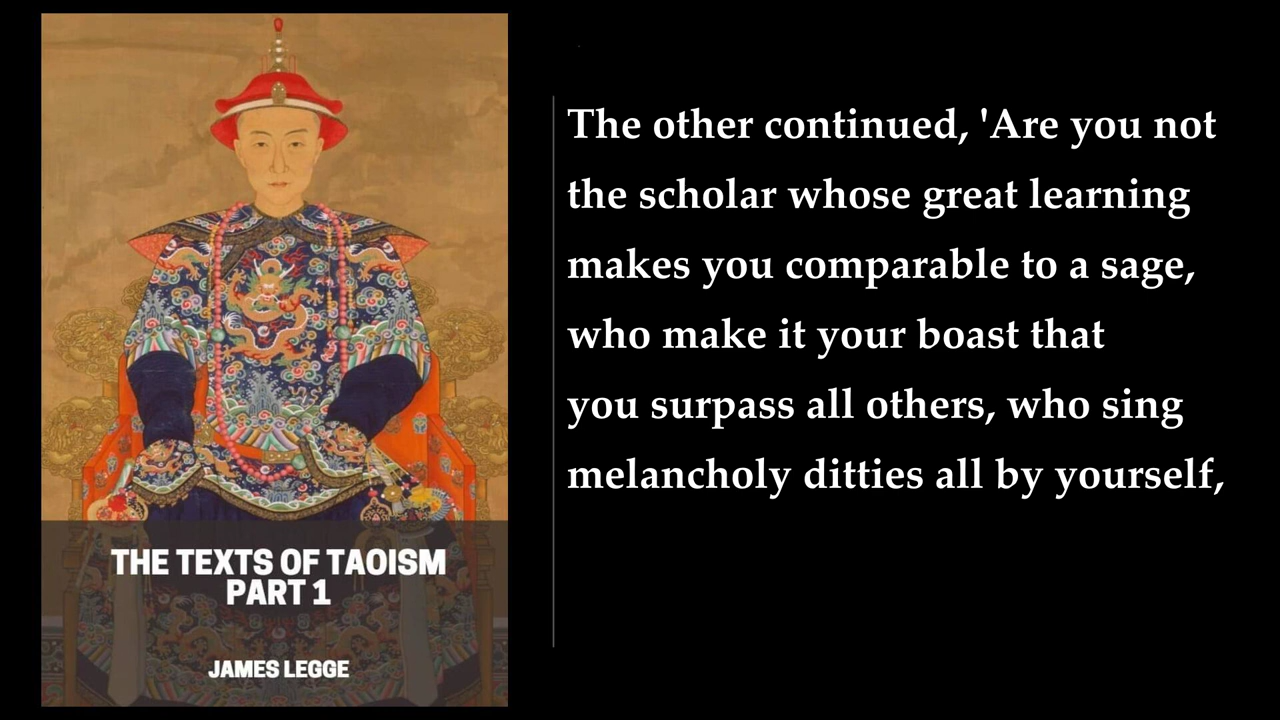 THE TEXTS OF TAOISM
PART 1
JAMES LEGGE
The other continued, 'Are you not
the scholar whose great learning
makes you comparable to a sage,
who make it your boast that
you surpass all others, who sing
melancholy ditties all by yourself,